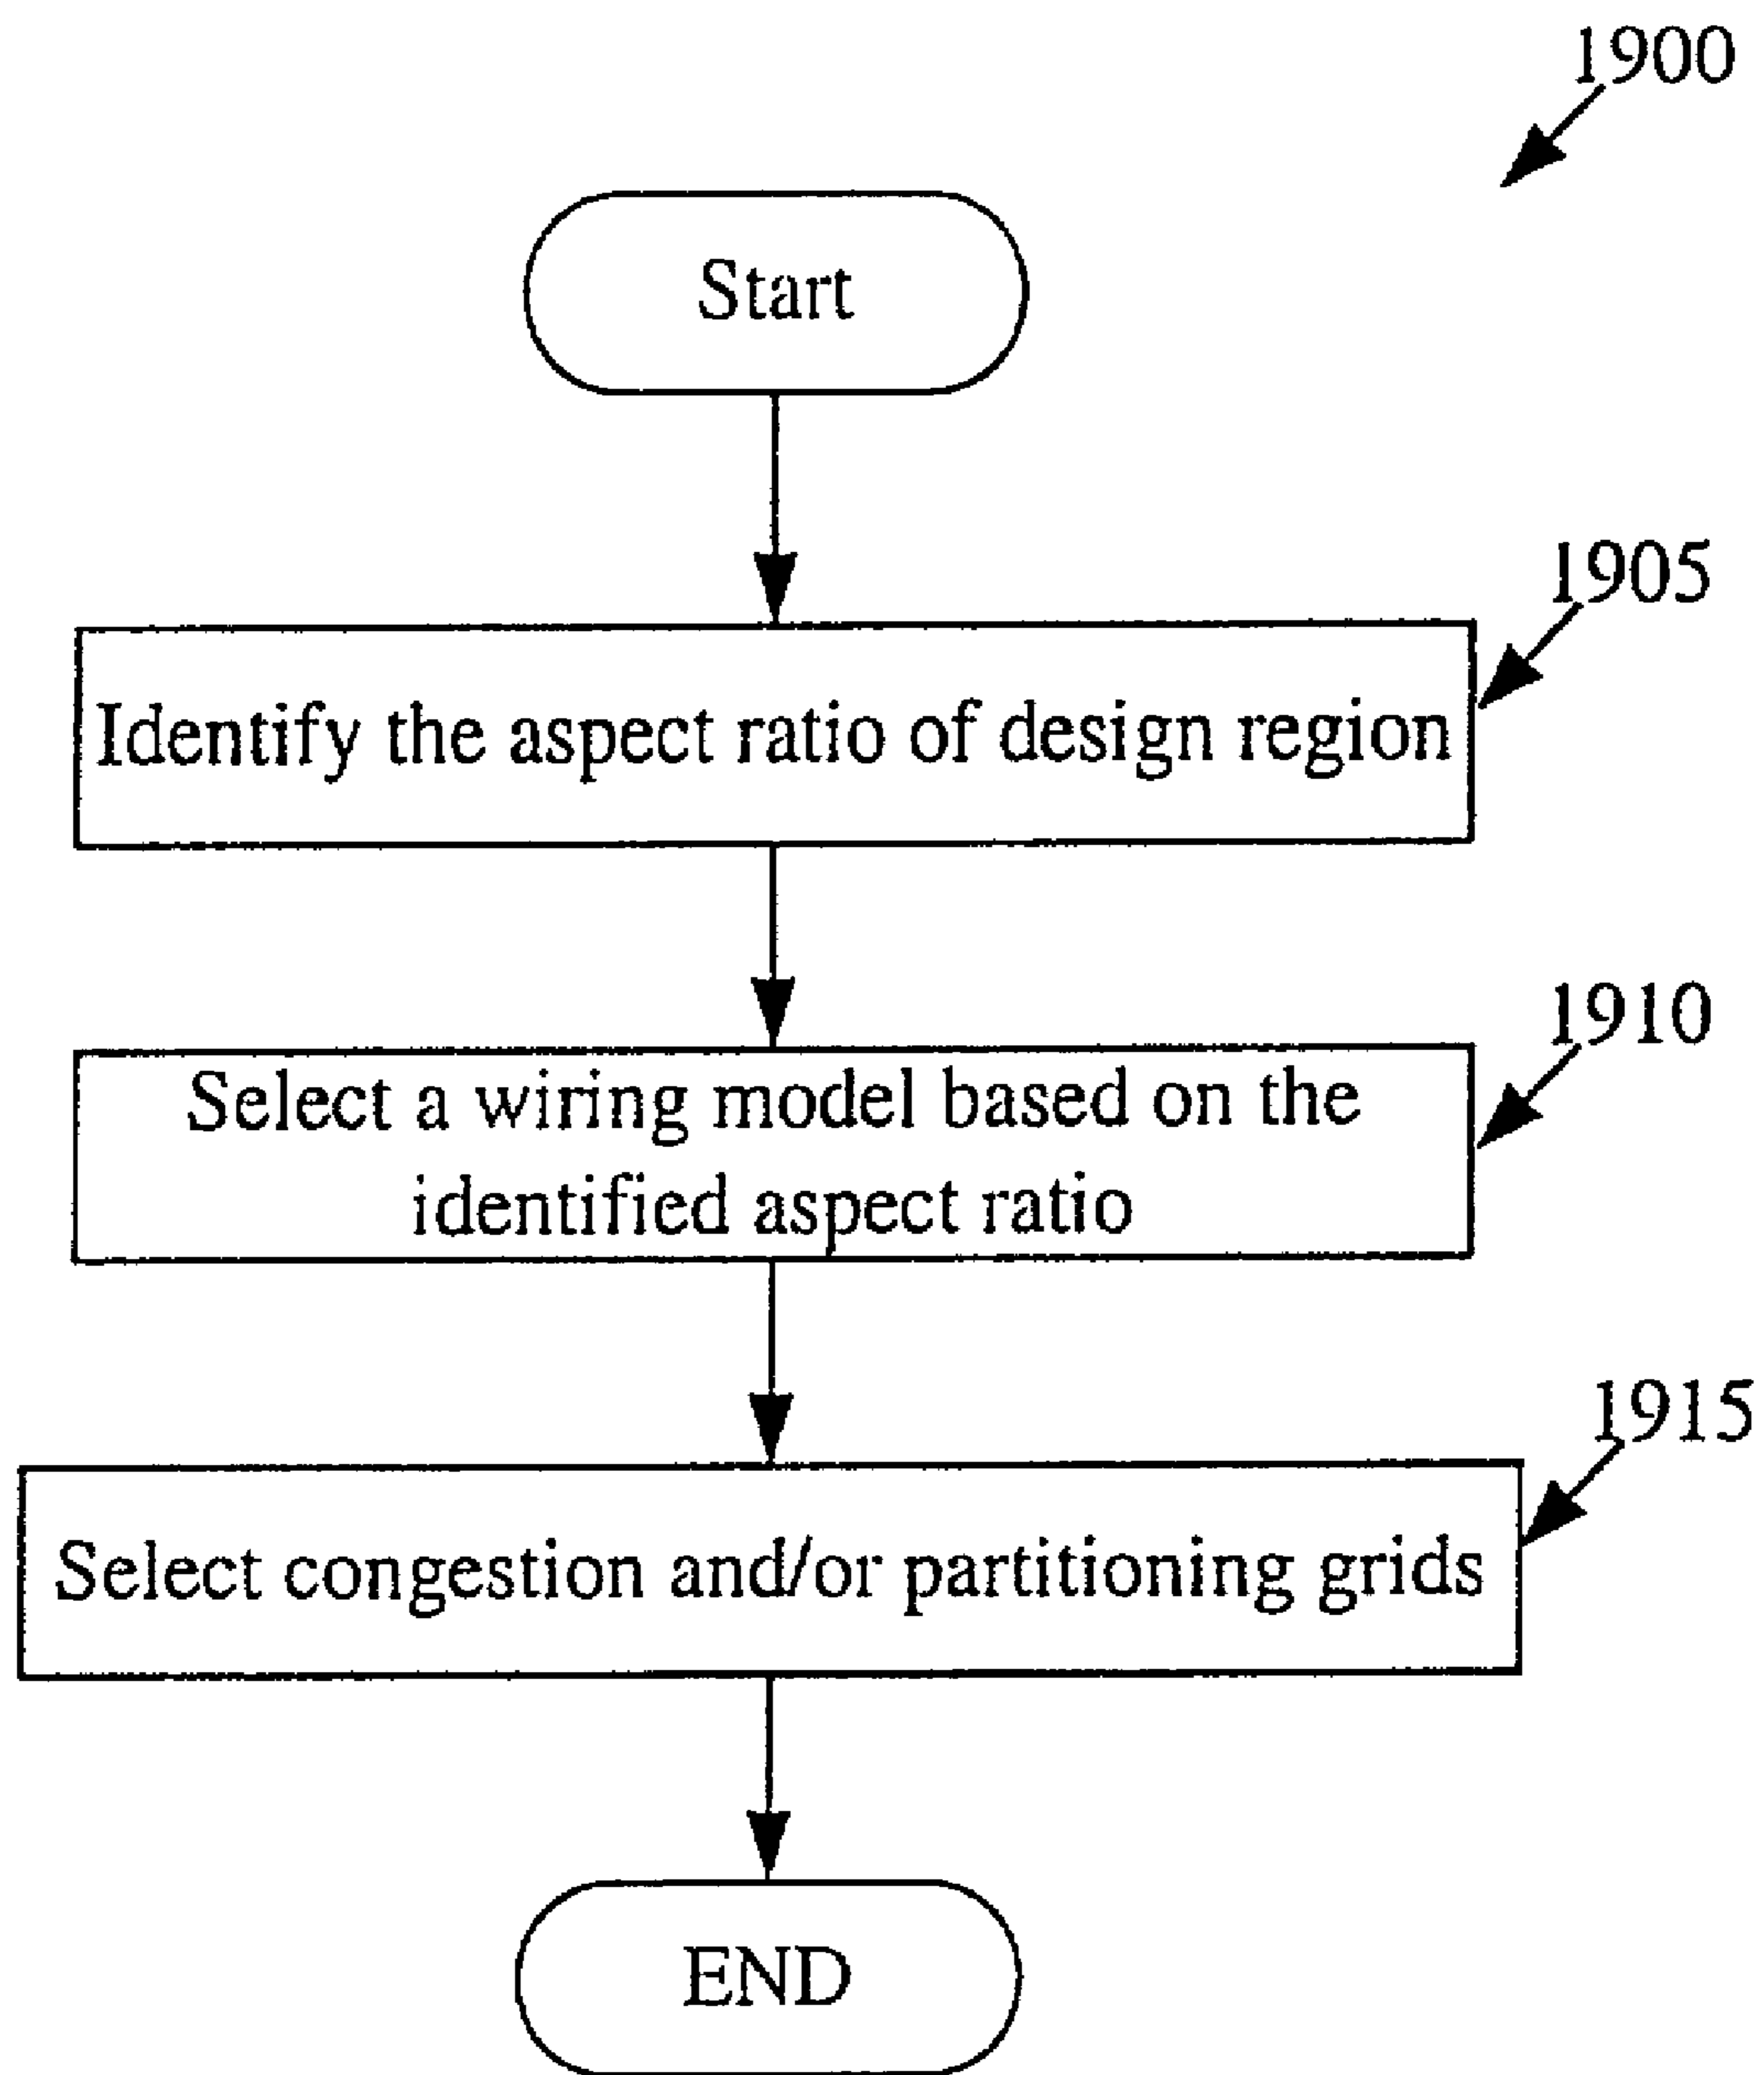 1900
Start
1905
Identify the aspect ratio of design region
1910
Select a wiring model based on the
identified aspect ratio
1915
Select congestion and/or partitioning grids
END